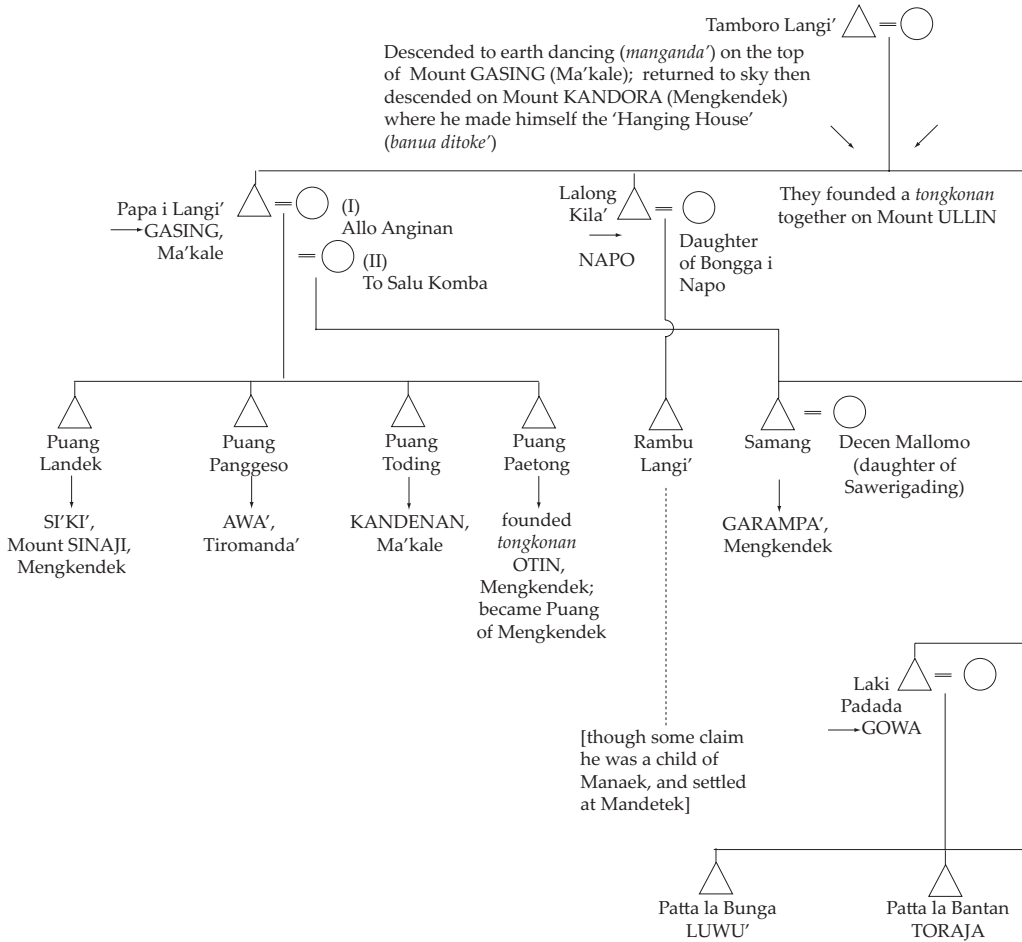 Tamboro Langi'
Descended to earth dancing (manganda') on the top
of Mount GASING (Ma'kale); returned to sky then
descended on Mount KANDORA (Mengkendek)
where he made himself the 'Hanging House'
(banua ditoke')
They founded a tongkonan
together on Mount ULLIN
Papa i Langi'
GASING,
Ma'kale
(I)
Allo Anginan
(II)
To Salu Komba
Lalong
Kila'
NAPO
Daughter
of Bongga i
Napo
Puang
Landek
SI'KI',
Mount SINAJI,
Mengkendek
Puang
Panggeso
AWA',
Tiromanda'
Puang
Toding
KANDENAN,
Ma'kale
Puang
Paetong
founded
tongkonan
OTIN,
Mengkendek;
became Puang
of Mengkendek
Rambu
Langi'
[though some claim
he was a child of
Manaek, and settled
at Mandetek]
Samang
GARAMPA',
Mengkendek
Decen Mallomo
(daughter of
Sawerigading)
Laki
Padada
GOWA
Patta la Bunga
LUWU'
Patta la Bantan
TORAJA